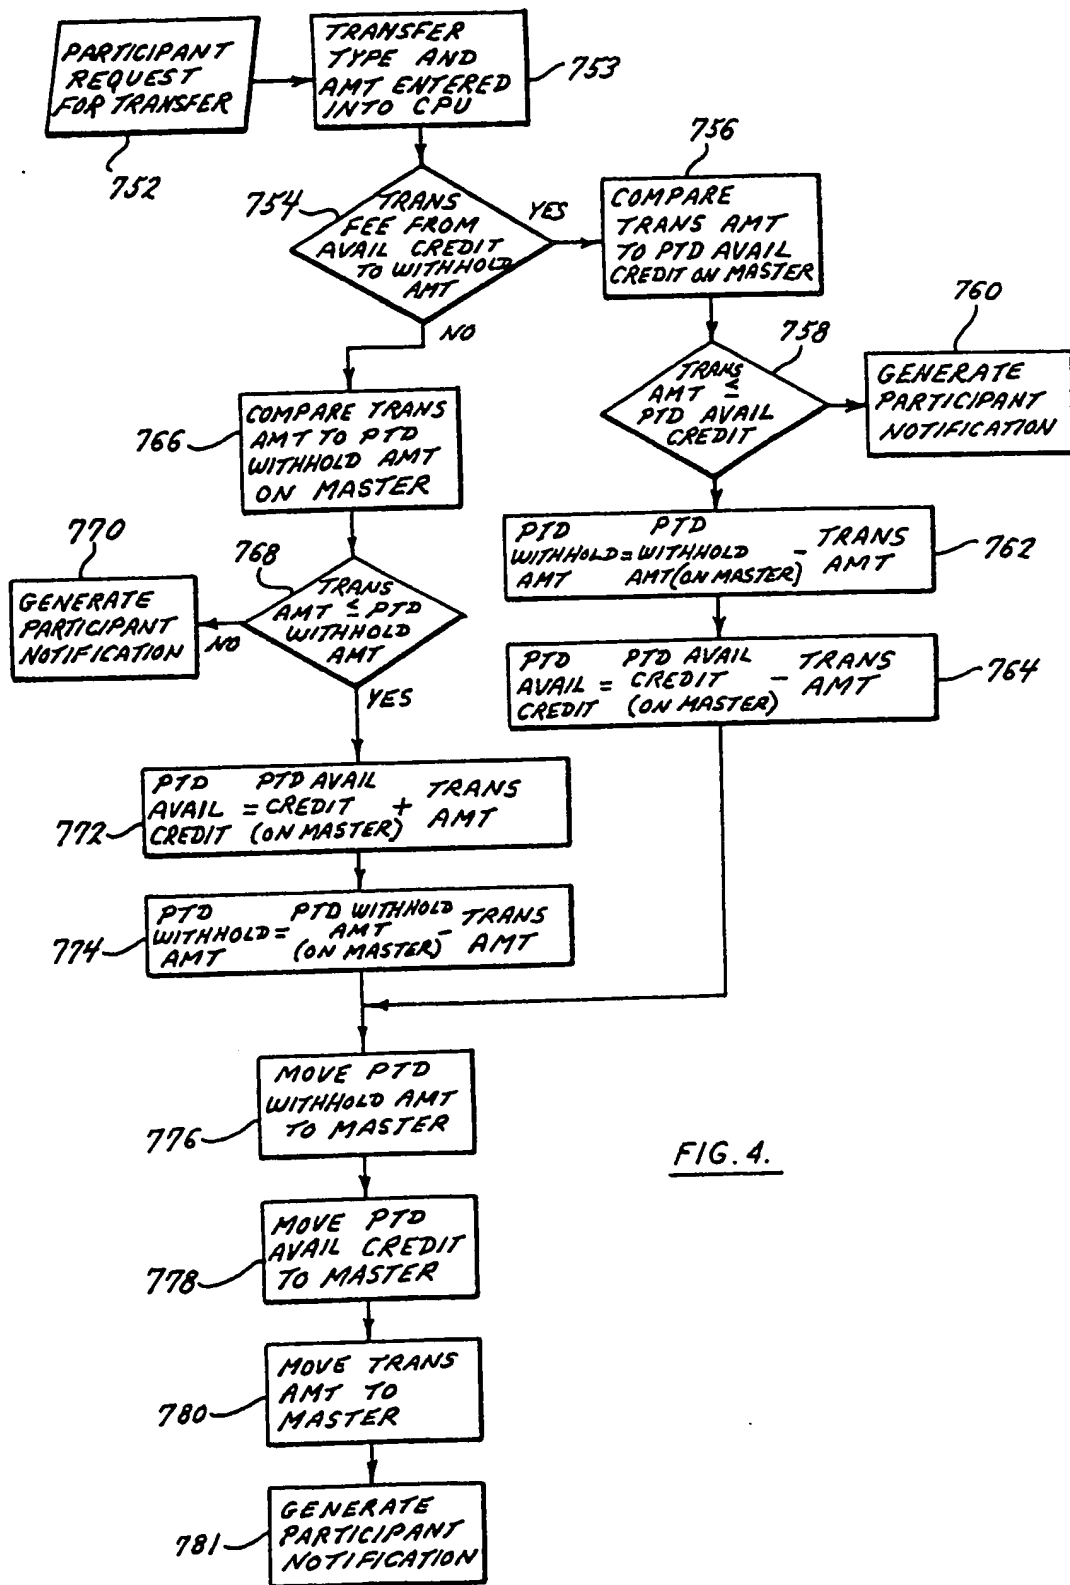 PARTICIPANT
REQUEST
FOR TRANSFER
752
TRANSFER
TYPE AND
AMT ENTERED
INTO CPU
753
754
TRANS
FEE FROM
AVAIL CREDIT
TO WITHHOLD
AMT
YES
NO
756
COMPARE
TRANS AMT
TO PTD AVAIL
CREDIT ON MASTER
758
TRANS
AMT ≤
PTD AVAIL
CREDIT
760
GENERATE
PARTICIPANT
NOTIFICATION
766
COMPARE TRANS
AMT TO PTD
WITHHOLD AMT
ON MASTER
PTD PTD
WITHHOLD = WITHHOLD - TRANS
AMT AMT (ON MASTER) AMT
762
768
TRANS
AMT ≤ PTD
WITHHOLD
AMT
NO
YES
770
GENERATE
PARTICIPANT
NOTIFICATION
PTD PTD AVAIL TRANS
AVAIL = CREDIT - AMT
CREDIT (ON MASTER)
764
PTD PTD AVAIL TRANS
AVAIL = CREDIT + AMT
CREDIT (ON MASTER)
772
PTD PTD WITHHOLD TRANS
WITHHOLD = AMT - AMT
AMT (ON MASTER)
774
MOVE PTD
WITHHOLD AMT
TO MASTER
776
FIG. 4.
MOVE PTD
AVAIL CREDIT
TO MASTER
778
MOVE TRANS
AMT TO
MASTER
780
GENERATE
PARTICIPANT
NOTIFICATION
781